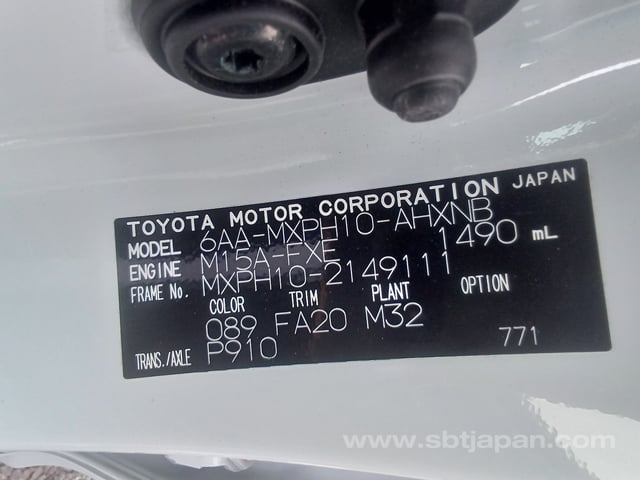 TOYOTA MOTOR CORPORATION JAPAN
MODEL 6AA-MXPH10-AHXNB
ENGINE M15A-FXE 1490 mL
FRAME No. MXPH10-2149111
COLOR TRIM PLANT OPTION
089 FA20 M32
TRANS./AXLE P910 771
www.sbtjapan.com